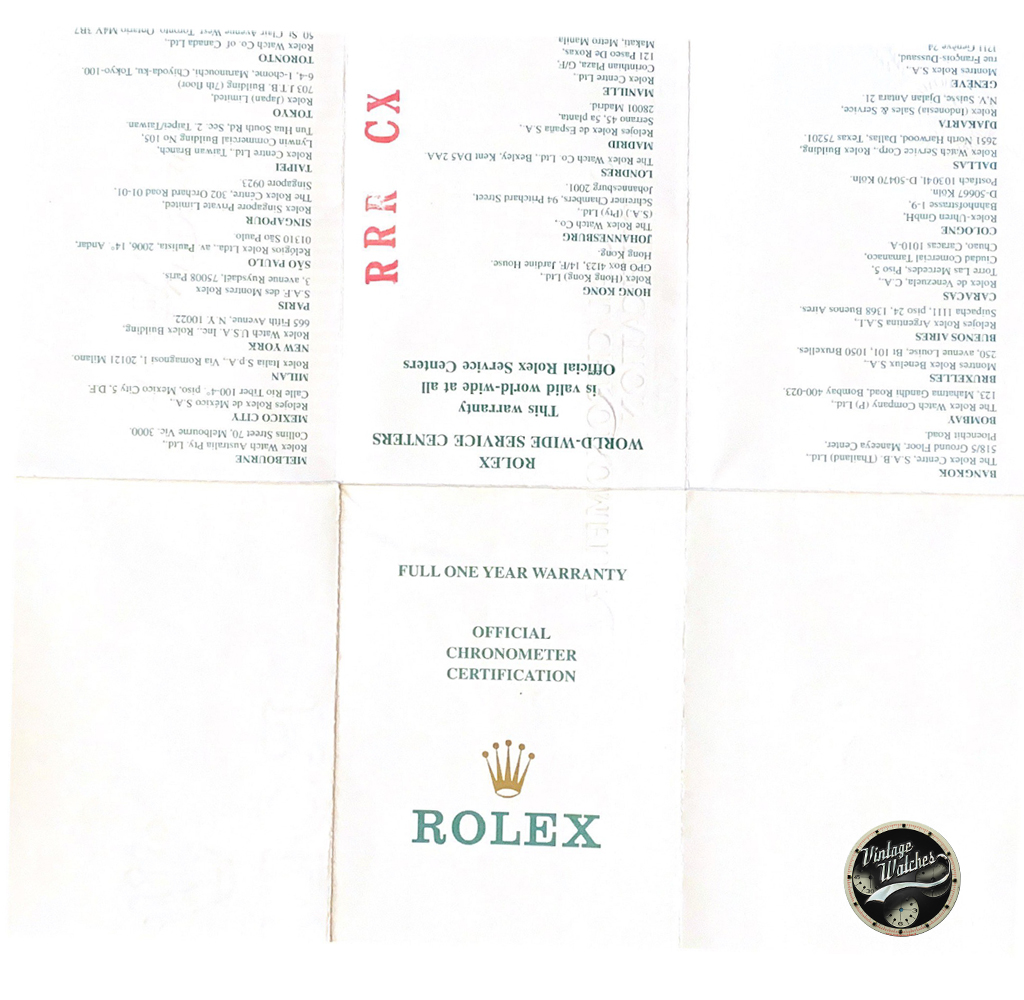 ROLEX
WORLD-WIDE SERVICE CENTERS
This warranty
is valid world-wide at all
Official Rolex Service Centers
BANGKOK
The Rolex Centre, S.A.B. (Thailand) Ltd.,
518/5 Ground Floor, Maneeya Center,
Ploenchit Road.
BOMBAY
The Rolex Watch Company (P) Ltd.,
123, Mahatma Gandhi Road, Bombay 400-023.
BRUXELLES
Montres Rolex Benelux S.A.,
250, avenue Louise, Bt 101, 1050 Bruxelles.
BUENOS AIRES
Relojes Rolex Argentina S.A.I.,
Suipacha 1111, piso 24, 1368 Buenos Aires.
CARACAS
Rolex de Venezuela, C.A.,
Torre Las Mercedes, Piso 5,
Ciudad Comercial Tamanaco,
Chuao, Caracas 1010-A
COLOGNE
Rolex-Uhren GmbH,
Bahnhofstrasse 1-9,
D-50667 Köln.
Postfach 103041, D-50470 Köln.
DALLAS
Rolex Watch Service Corp., Rolex Building,
2651 North Harwood, Dallas, Texas 75201.
DJAKARTA
Rolex (Indonesia) Sales & Service,
N.V. Suisse, Djalan Antara 21.
GENÈVE
Montres Rolex S.A.,
rue François-Dussaud,
1211 Genève 24
HONG KONG
Rolex (Hong Kong) Ltd.,
GPO Box 4123, 14/F, Jardine House.
Hong Kong.
JOHANNESBURG
The Rolex Watch Co.,
(S.A.) (Pty) Ltd.,
Schreiner Chambers, 94 Pritchard Street,
Johannesburg 2001.
LONDRES
The Rolex Watch Co. Ltd., Bexley, Kent DA5 2AA
MADRID
Relojes Rolex de España S.A.,
Serrano 45, 5a planta,
28001 Madrid.
MANILLE
Rolex Centre Ltd.,
Corinthian Plaza, G/F,
121 Paseo De Roxas,
Makati, Metro Manila
RRR CX
MELBOURNE
Rolex Watch Australia Pty. Ltd.,
Collins Street 70, Melbourne Vic. 3000.
MEXICO CITY
Relojes Rolex de México S.A.,
Calle Rio Tiber 100-4° piso, Mexico City 5, D.F.
MILAN
Rolex Italia S.p.A., Via Romagnosi 1, 20121 Milano
NEW YORK
Rolex Watch U.S.A. Inc., Rolex Building,
665 Fifth Avenue, N.Y. 10022.
PARIS
S.A.F. des Montres Rolex
3, avenue Ruysdael, 75008 Paris.
SÃO PAULO
Relógios Rolex Ltda., av. Paulista, 2006, 14° Andar,
01310 São Paulo
SINGAPOUR
Rolex Singapore Private Limited,
The Rolex Centre, 302 Orchard Road 01-01.
Singapore 0923
TAIPEI
Rolex Centre Ltd., Taiwan Branch,
Lynwin Commercial Building No 105,
Tun Hua South Rd, Sec. 2, Taipei/Taiwan.
TOKYO
Rolex (Japan) Limited,
703 J.T.B. Building (7th floor)
6-4, 1-chome, Marunouchi, Chiyoda-ku, Tokyo-100.
TORONTO
Rolex Watch Co. of Canada Ltd.,
50, St. Clair Avenue West, Toronto, Ontario M4V 3B7
FULL ONE YEAR WARRANTY
OFFICIAL
CHRONOMETER
CERTIFICATION
ROLEX
Vintage
Watches